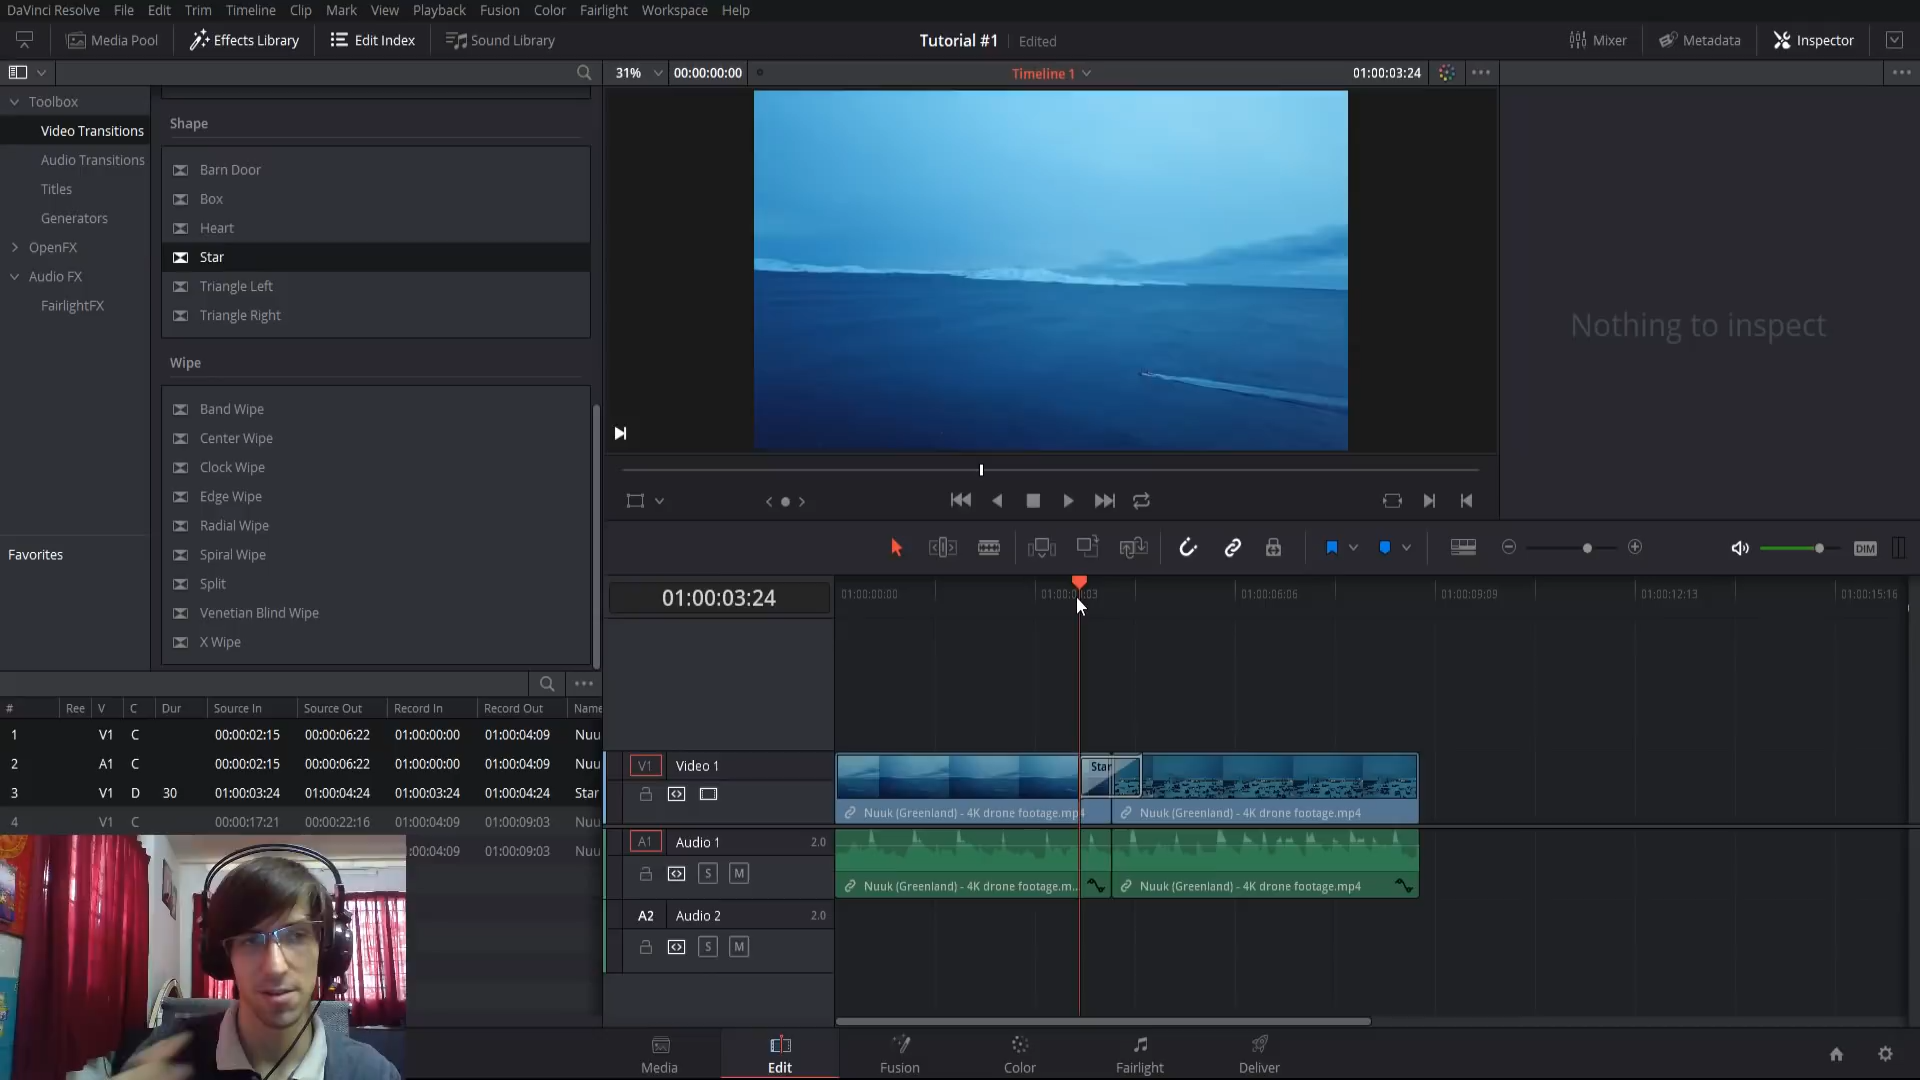 DaVinci Resolve File Edit Trim Timeline Clip Mark View Playback Fusion Color Fairlight Workspace Help
Media Pool Effects Library Edit Index Sound Library Tutorial #1 Edited Mixer Metadata Inspector
31% 00:00:00:00 Timeline 1 01:00:03:24
Toolbox
Video Transitions
Audio Transitions
Titles
Generators
OpenFX
Audio FX
FairlightFX
Favorites
Shape
Barn Door
Box
Heart
Star
Triangle Left
Triangle Right
Wipe
Band Wipe
Center Wipe
Clock Wipe
Edge Wipe
Radial Wipe
Spiral Wipe
Split
Venetian Blind Wipe
X Wipe
Nothing to inspect
DIM
# Ree V C Dur Source In Source Out Record In Record Out Name
1 V1 C 00:00:02:15 00:00:06:22 01:00:00:00 01:00:04:09 Nuu
2 A1 C 00:00:02:15 00:00:06:22 01:00:00:00 01:00:04:09 Nuu
3 V1 D 30 01:00:03:24 01:00:04:24 01:00:03:24 01:00:04:24 Star
4 V1 C 00:00:17:21 00:00:22:16 01:00:04:09 01:00:09:03 Nuu
:00:04:09 01:00:09:03 Nuu
01:00:03:24
01:00:00:00 01:00:06:06 01:00:09:09 01:00:12:13 01:00:15:16
V1 Video 1
Star
Nuuk (Greenland) - 4K drone footage.mp4 Nuuk (Greenland) - 4K drone footage.mp4
A1 Audio 1 2.0
S M
Nuuk (Greenland) - 4K drone footage.m... Nuuk (Greenland) - 4K drone footage.mp4
A2 Audio 2 2.0
S M
Media Edit Fusion Color Fairlight Deliver